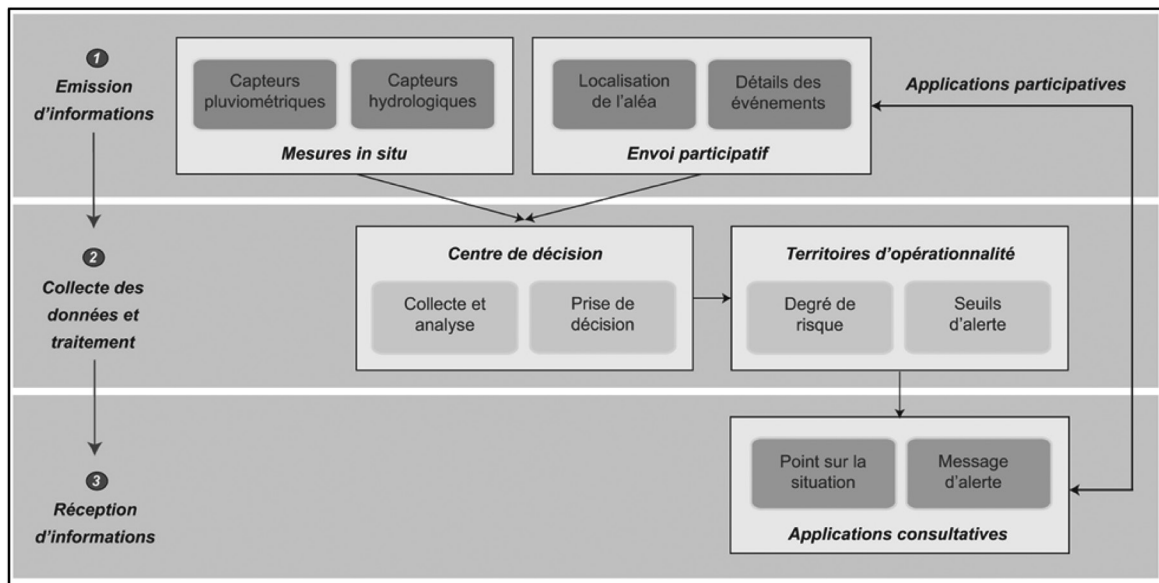 1
Emission
d'informations
Capteurs
pluviométriques
Capteurs
hydrologiques
Mesures in situ
Localisation
de l'aléa
Détails des
événements
Envoi participatif
Applications participatives
2
Collecte des
données et
traitement
Centre de décision
Collecte et
analyse
Prise de
décision
Territoires d'opérationnalité
Degré de
risque
Seuils
d'alerte
3
Réception
d'informations
Point sur la
situation
Message
d'alerte
Applications consultatives